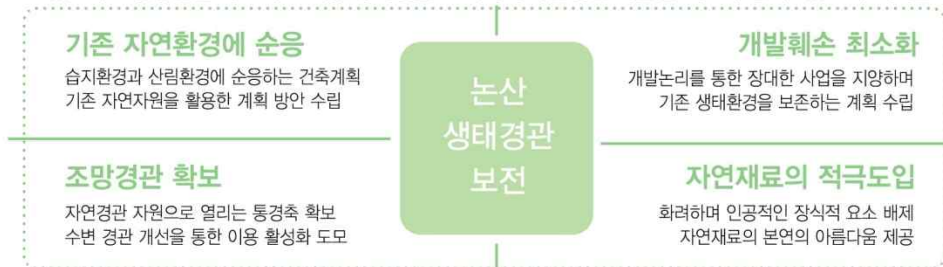 기존 자연환경에 순응
습지환경과 산림환경에 순응하는 건축계획
기존 자연자원을 활용한 계획 방안 수립
개발훼손 최소화
개발논리를 통한 장대한 사업을 지양하며
기존 생태환경을 보존하는 계획 수립
논산
생태경관
보전
조망경관 확보
자연경관 자원으로 열리는 통경축 확보
수변 경관 개선을 통한 이용 활성화 도모
자연재료의 적극도입
화려하며 인공적인 장식적 요소 배제
자연재료의 본연의 아름다움 제공